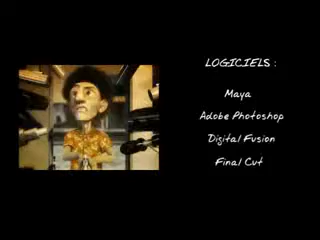 LOGICIELS :
Maya
Adobe Photoshop
Digital Fusion
Final Cut